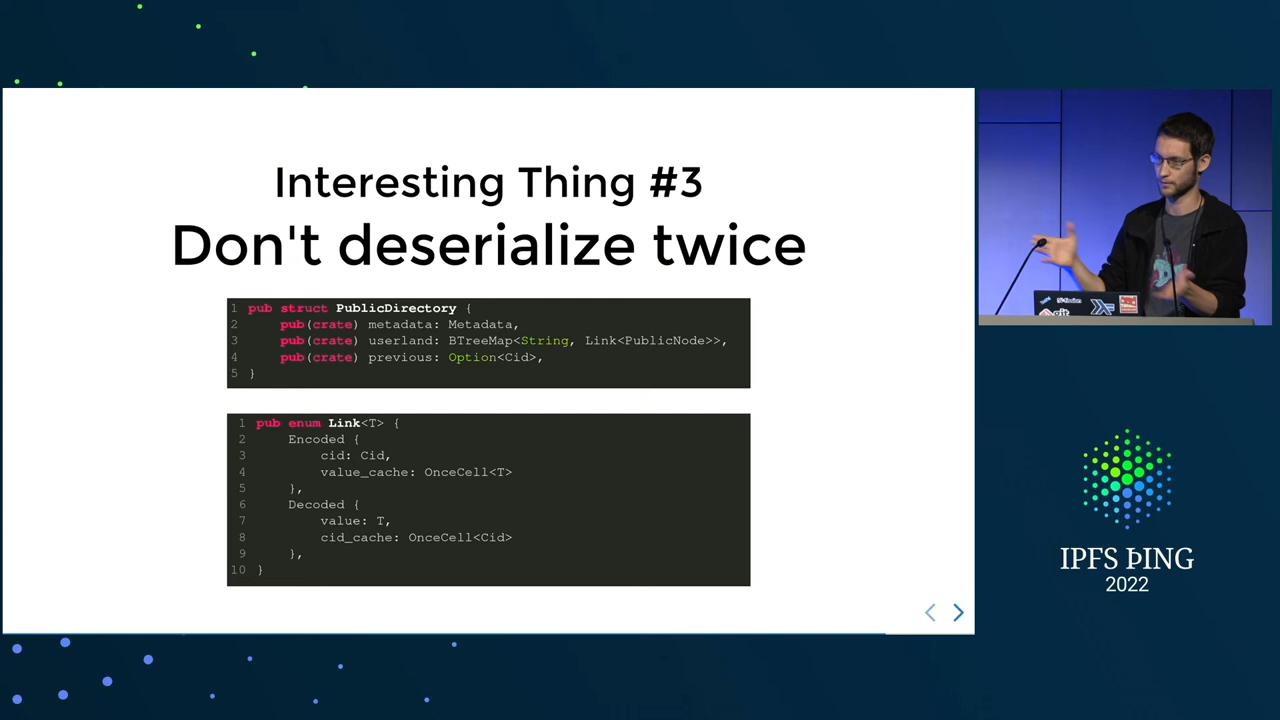 Interesting Thing #3
Don't deserialize twice
1 pub struct PublicDirectory {
2     pub(crate) metadata: Metadata,
3     pub(crate) userland: BTreeMap<String, Link<PublicNode>>,
4     pub(crate) previous: Option<Cid>,
5 }
1 pub enum Link<T> {
2     Encoded {
3         cid: Cid,
4         value_cache: OnceCell<T>
5     },
6     Decoded {
7         value: T,
8         cid_cache: OnceCell<Cid>
9     },
10 }
git
IPFS ÞING
2022